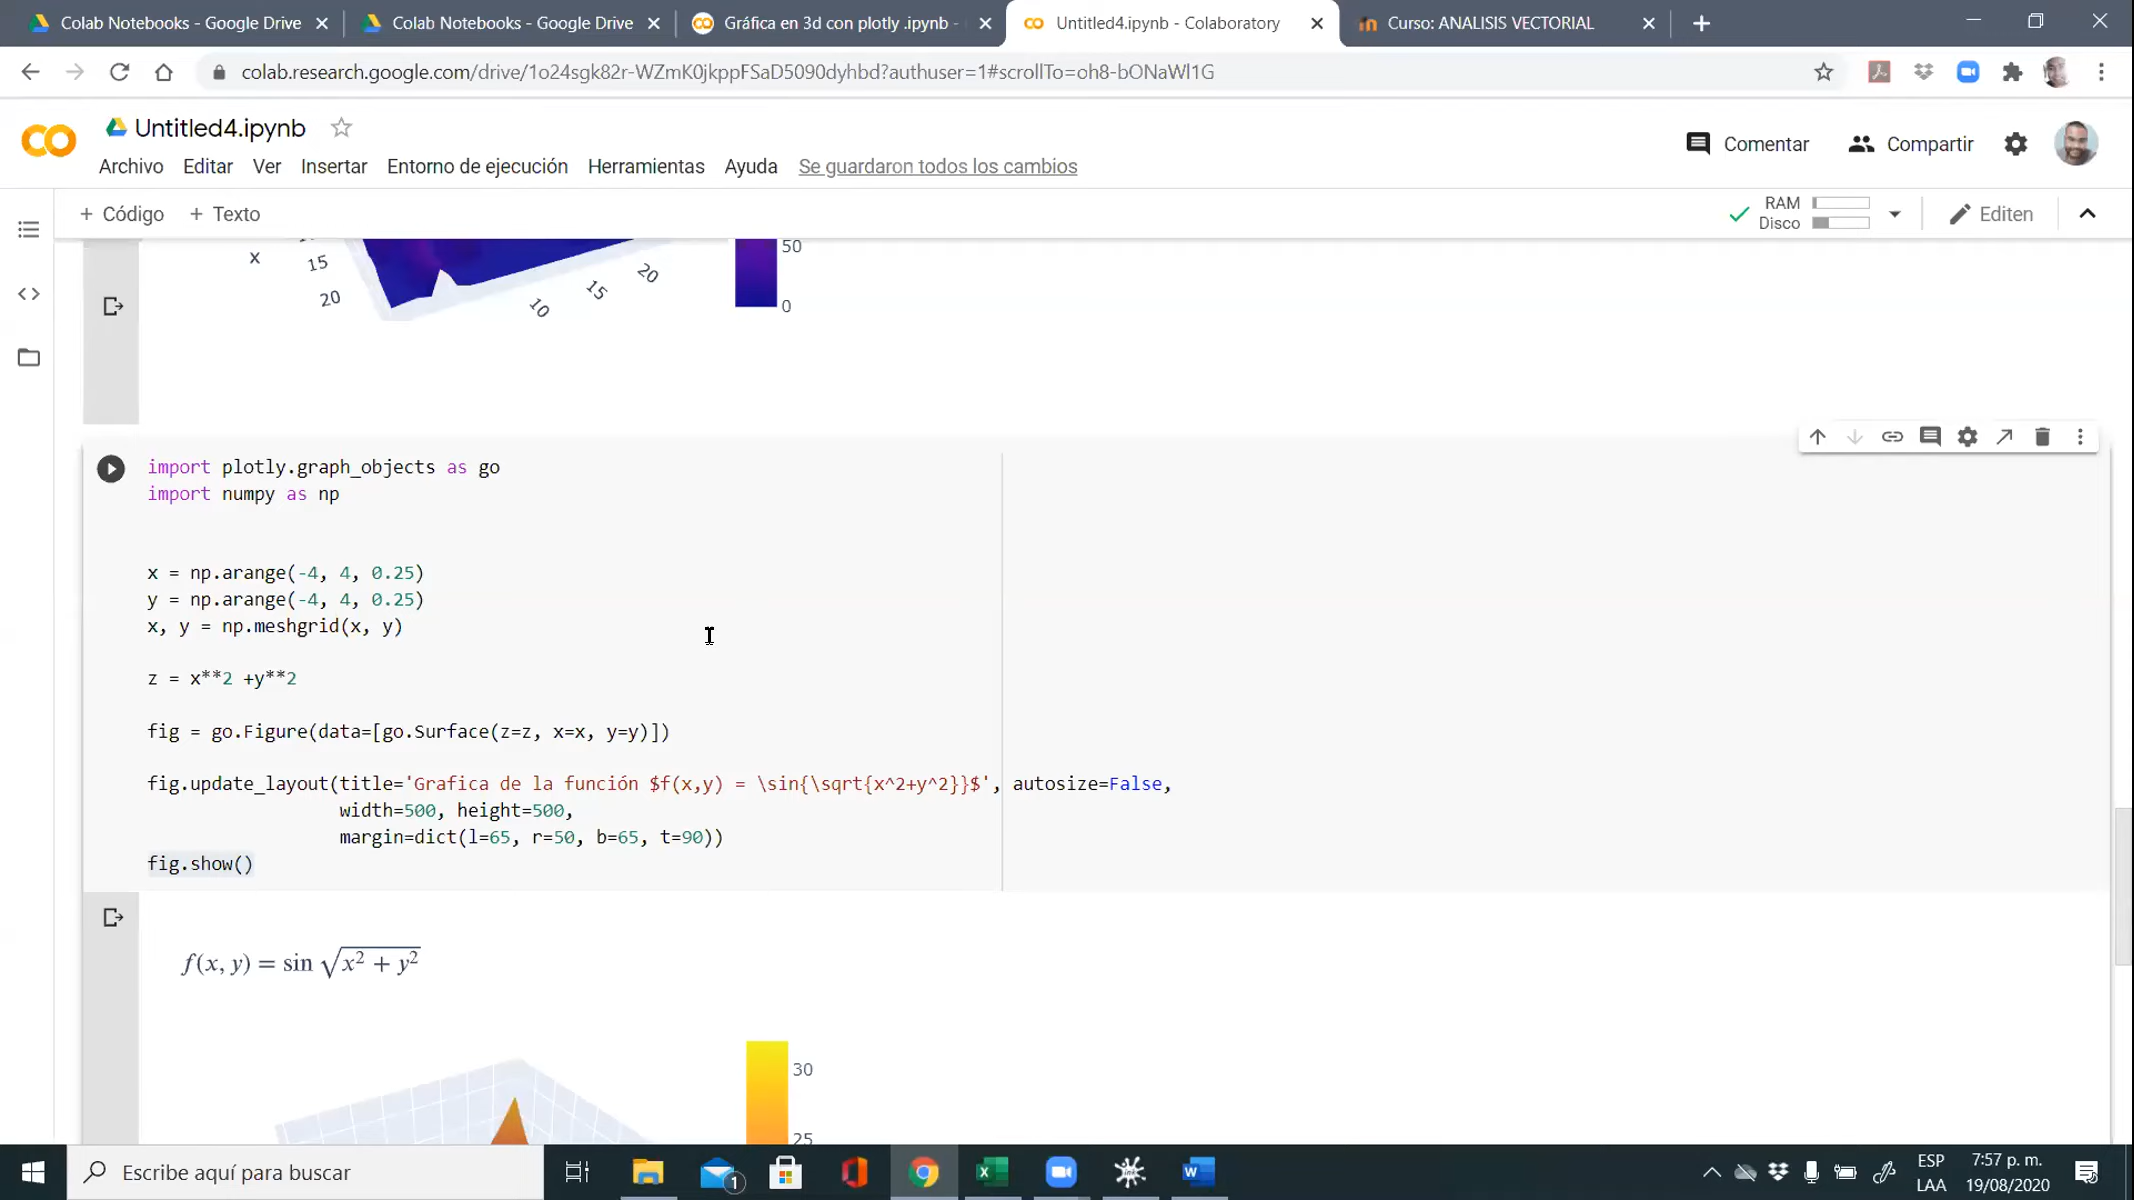 Colab Notebooks - Google Drive
Colab Notebooks - Google Drive
Gráfica en 3d con plotly .ipynb -
Untitled4.ipynb - Colaboratory
Curso: ANALISIS VECTORIAL
colab.research.google.com/drive/1o24sgk82r-WZmK0jkppFSaD5090dyhbd?authuser=1#scrollTo=oh8-bONaWl1G
Untitled4.ipynb
Comentar
Compartir
Archivo Editar Ver Insertar Entorno de ejecución Herramientas Ayuda Se guardaron todos los cambios
+ Código + Texto
RAM
Disco
Editen
50
x
15
20
20
15
10
0
import plotly.graph_objects as go
import numpy as np
x = np.arange(-4, 4, 0.25)
y = np.arange(-4, 4, 0.25)
x, y = np.meshgrid(x, y)
z = x**2 +y**2
fig = go.Figure(data=[go.Surface(z=z, x=x, y=y)])
fig.update_layout(title='Grafica de la función $f(x,y) = \sin{\sqrt{x^2+y^2}}$', autosize=False,
width=500, height=500,
margin=dict(l=65, r=50, b=65, t=90))
fig.show()
f(x, y) = sin √x² + y²
30
25
Escribe aquí para buscar
1
ESP
LAA
7:57 p. m.
19/08/2020